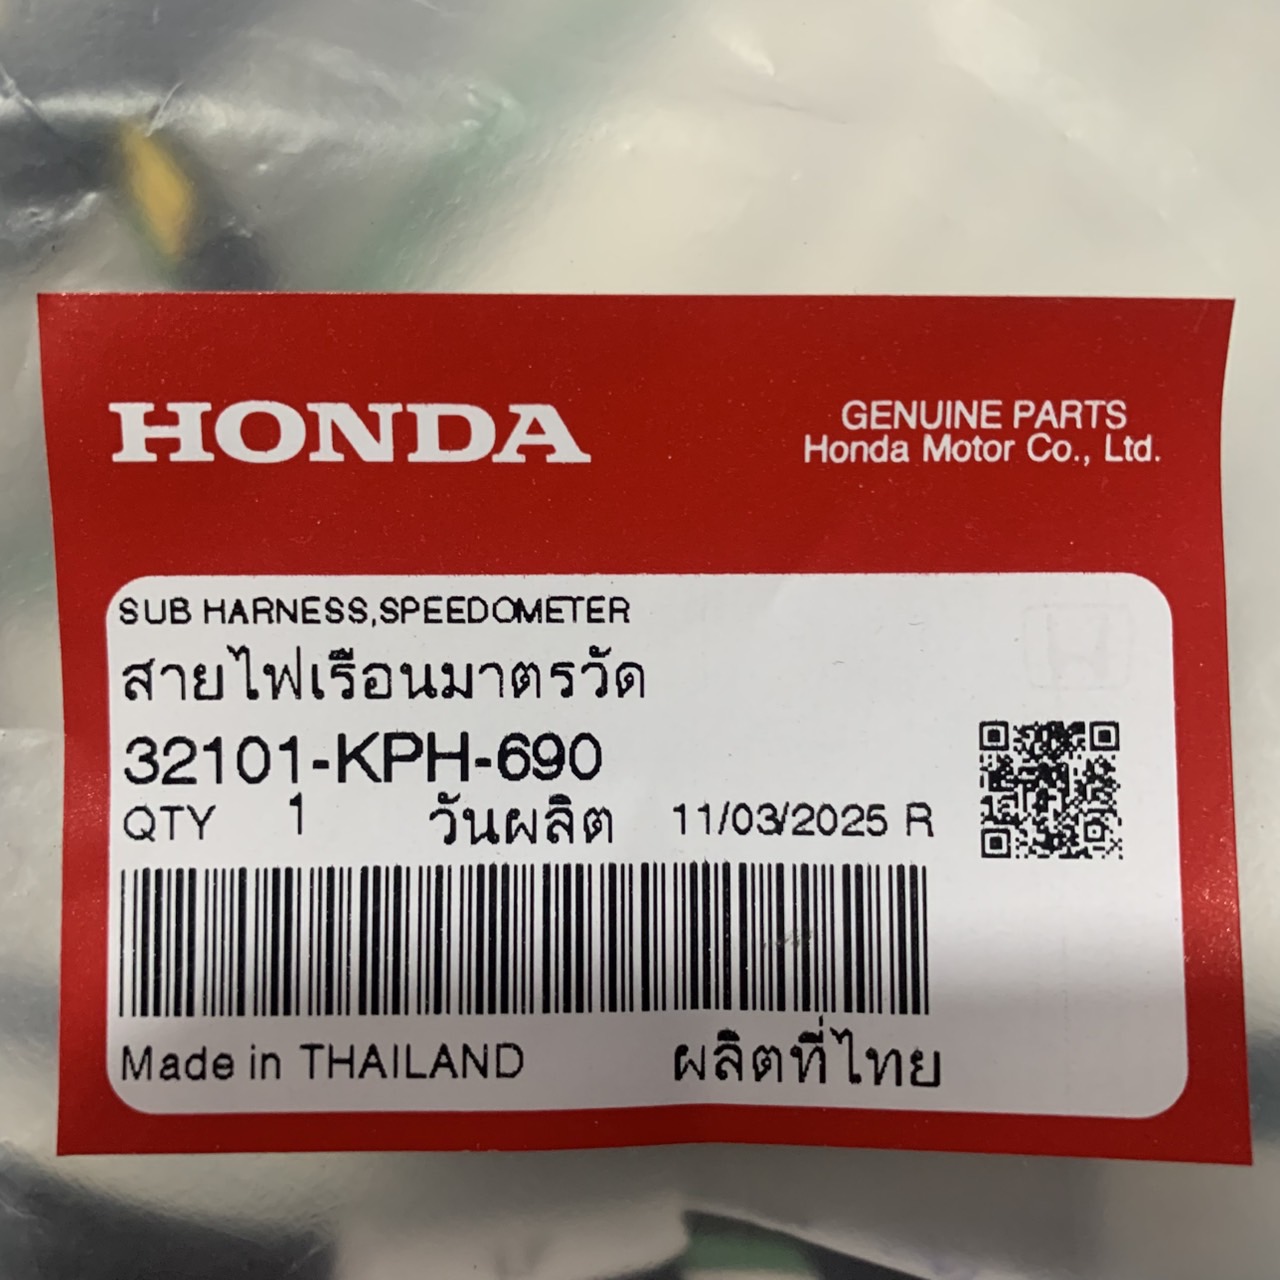 HONDA
GENUINE PARTS
Honda Motor Co., Ltd.
SUB HARNESS,SPEEDOMETER
สายไฟเรือนมาตรวัด
32101-KPH-690
QTY 1 วันผลิต 11/03/2025 R
Made in THAILAND ผลิตที่ไทย